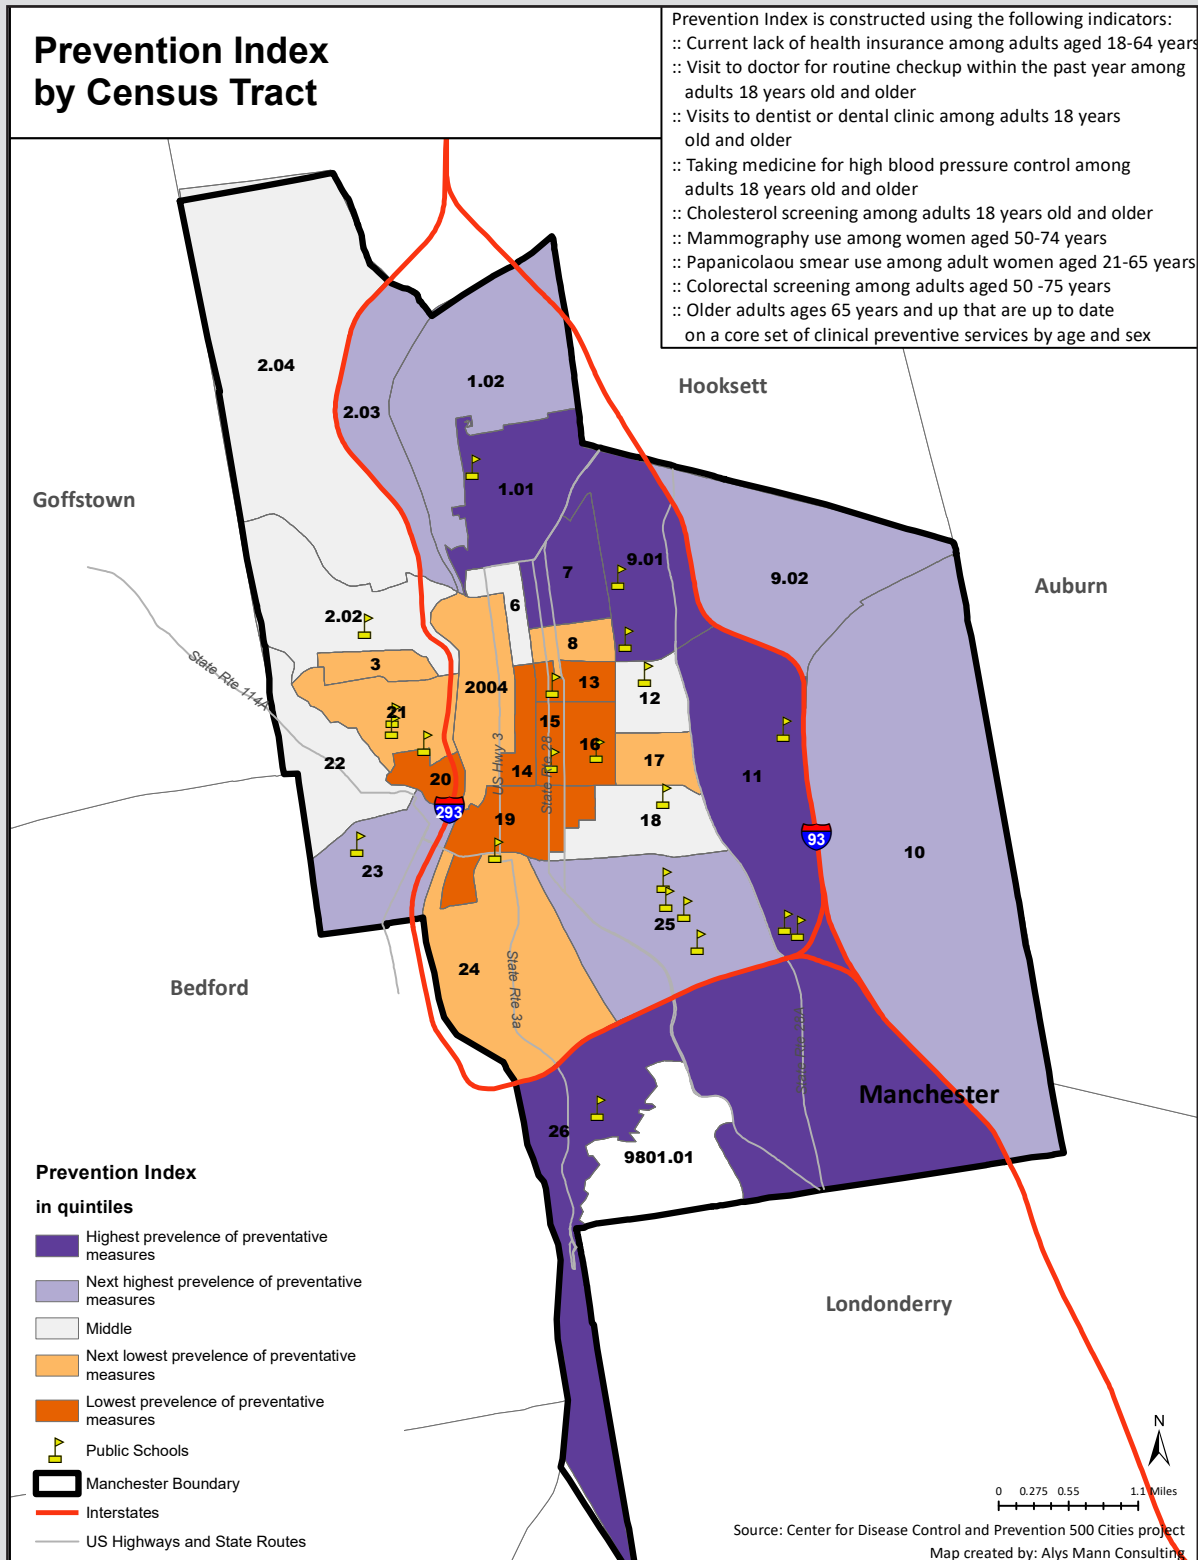 Prevention Index
by Census Tract
Prevention Index is constructed using the following indicators:
:: Current lack of health insurance among adults aged 18-64 years
:: Visit to doctor for routine checkup within the past year among
adults 18 years old and older
:: Visits to dentist or dental clinic among adults 18 years
old and older
:: Taking medicine for high blood pressure control among
adults 18 years old and older
:: Cholesterol screening among adults 18 years old and older
:: Mammography use among women aged 50-74 years
:: Papanicolaou smear use among adult women aged 21-65 years
:: Colorectal screening among adults aged 50 -75 years
:: Older adults ages 65 years and up that are up to date
on a core set of clinical preventive services by age and sex
2.04
1.02
Hooksett
2.03
Goffstown
1.01
9.01
7
9.02
Auburn
6
2.02
8
3
State Rte 114A
2004
13
12
21
15
16
US Hwy 3
State Rte 28
22
17
14
20
11
293
19
18
93
10
23
25
24
State Rte 3a
Bedford
Manchester
26
9801.01
Londonderry
Prevention Index
in quintiles
Highest prevelence of preventative
measures
Next highest prevelence of preventative
measures
Middle
Next lowest prevelence of preventative
measures
Lowest prevelence of preventative
measures
Public Schools
Manchester Boundary
Interstates
US Highways and State Routes
N
0 0.275 0.55 1.1 Miles
Source: Center for Disease Control and Prevention 500 Cities project
Map created by: Alys Mann Consulting